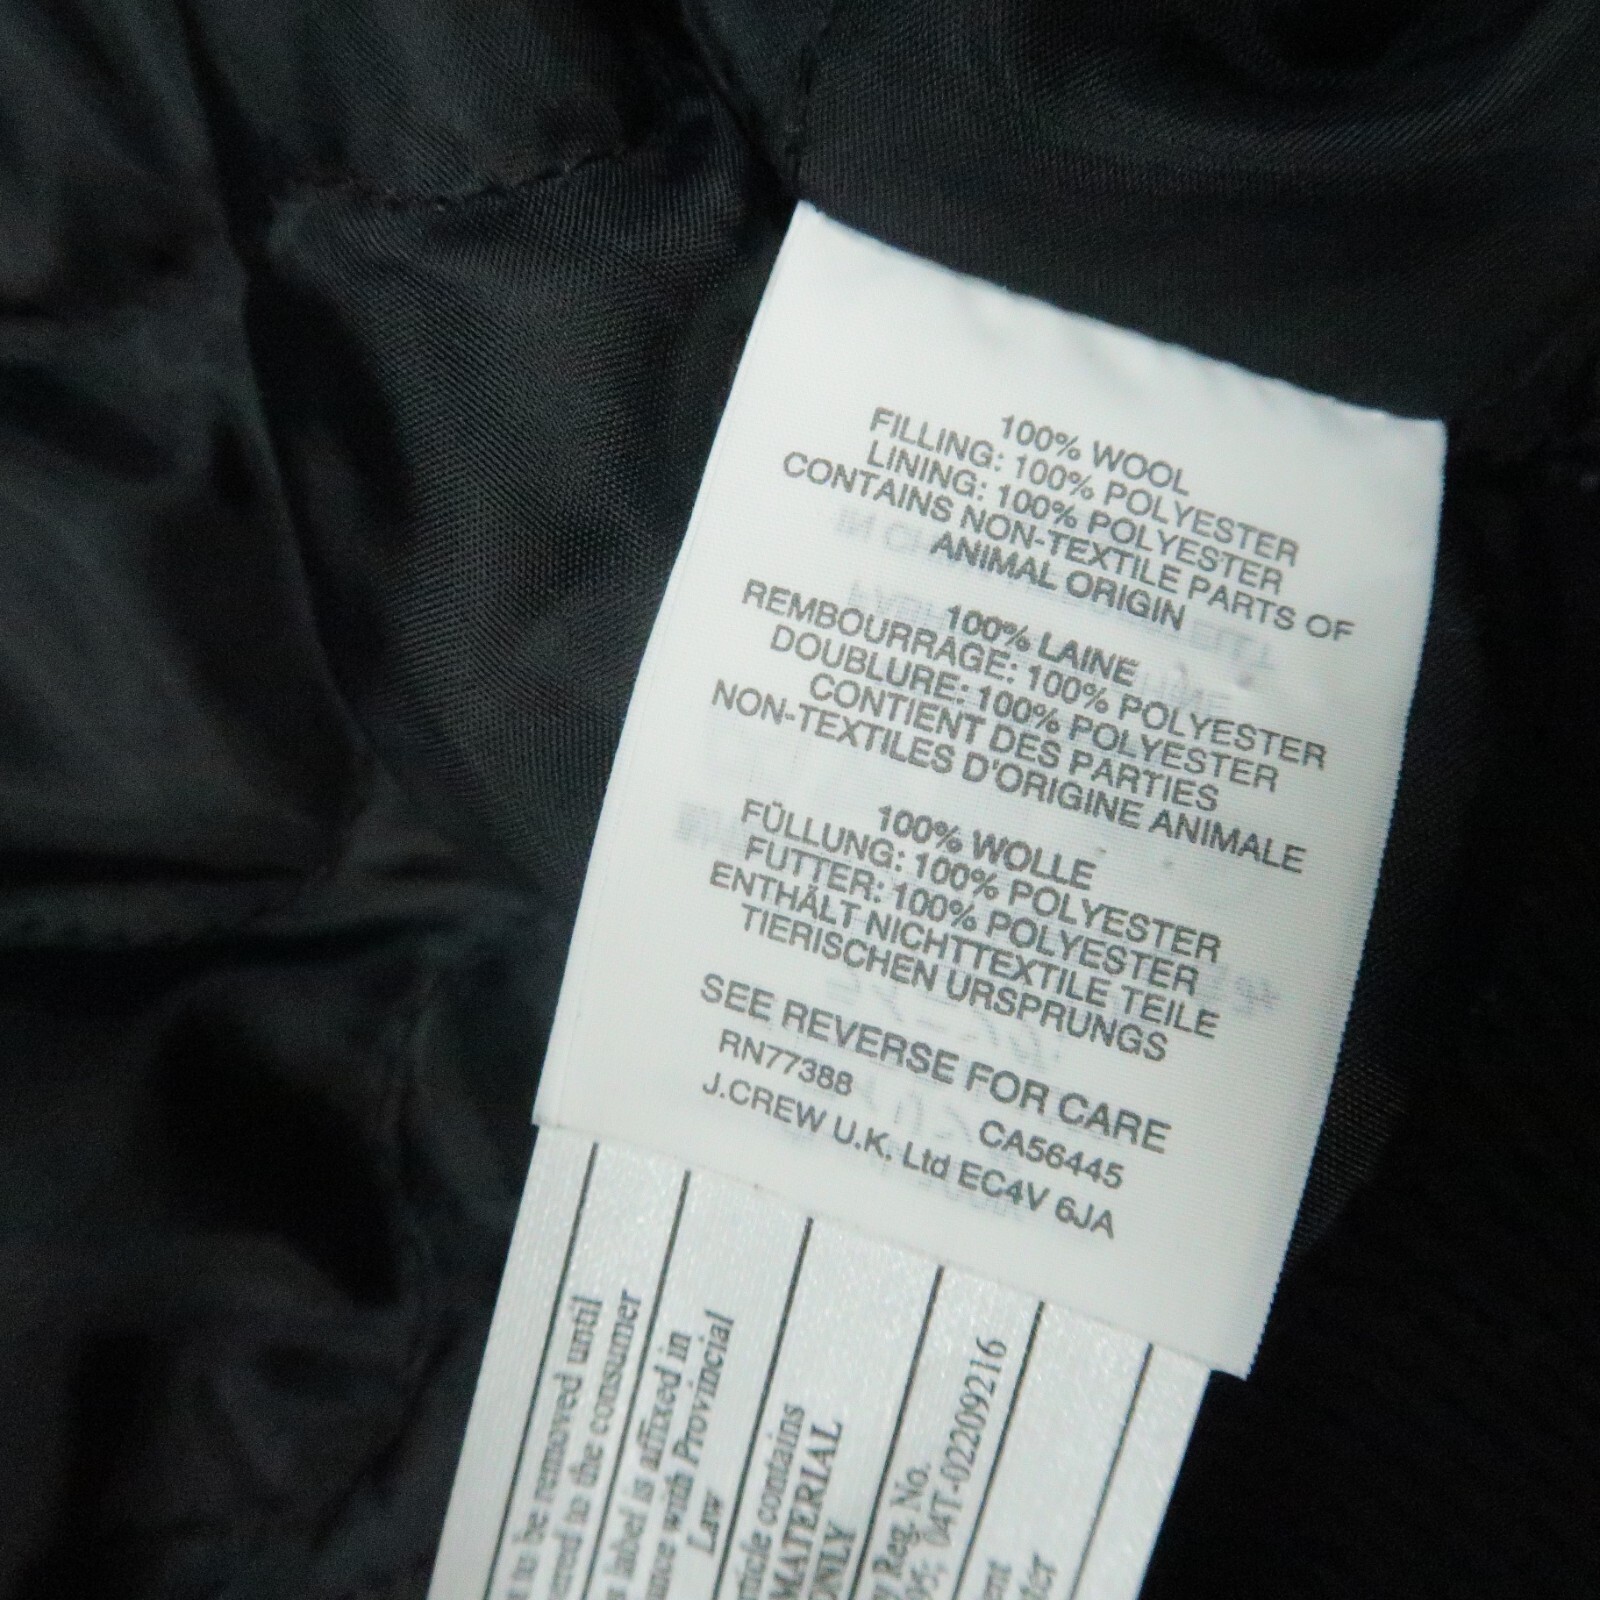 100% WOOL
FILLING: 100% POLYESTER
LINING: 100% POLYESTER
CONTAINS NON-TEXTILE PARTS OF
ANIMAL ORIGIN
100% LAINE
REMBOURRAGE: 100% POLYESTER
DOUBLURE: 100% POLYESTER
CONTIENT DES PARTIES
NON-TEXTILES D'ORIGINE ANIMALE
100% WOLLE
FÜLLUNG: 100% POLYESTER
FUTTER: 100% POLYESTER
ENTHÄLT NICHTTEXTILE TEILE
TIERISCHEN URSPRUNGS
SEE REVERSE FOR CARE
RN77388 CA56445
J.CREW U.K. Ltd EC4V 6JA
to be removed until
to the consumer
label is affixed in
with Provincial
Law
contains
MATERIAL
ONLY
Reg. No.
04T-02209216